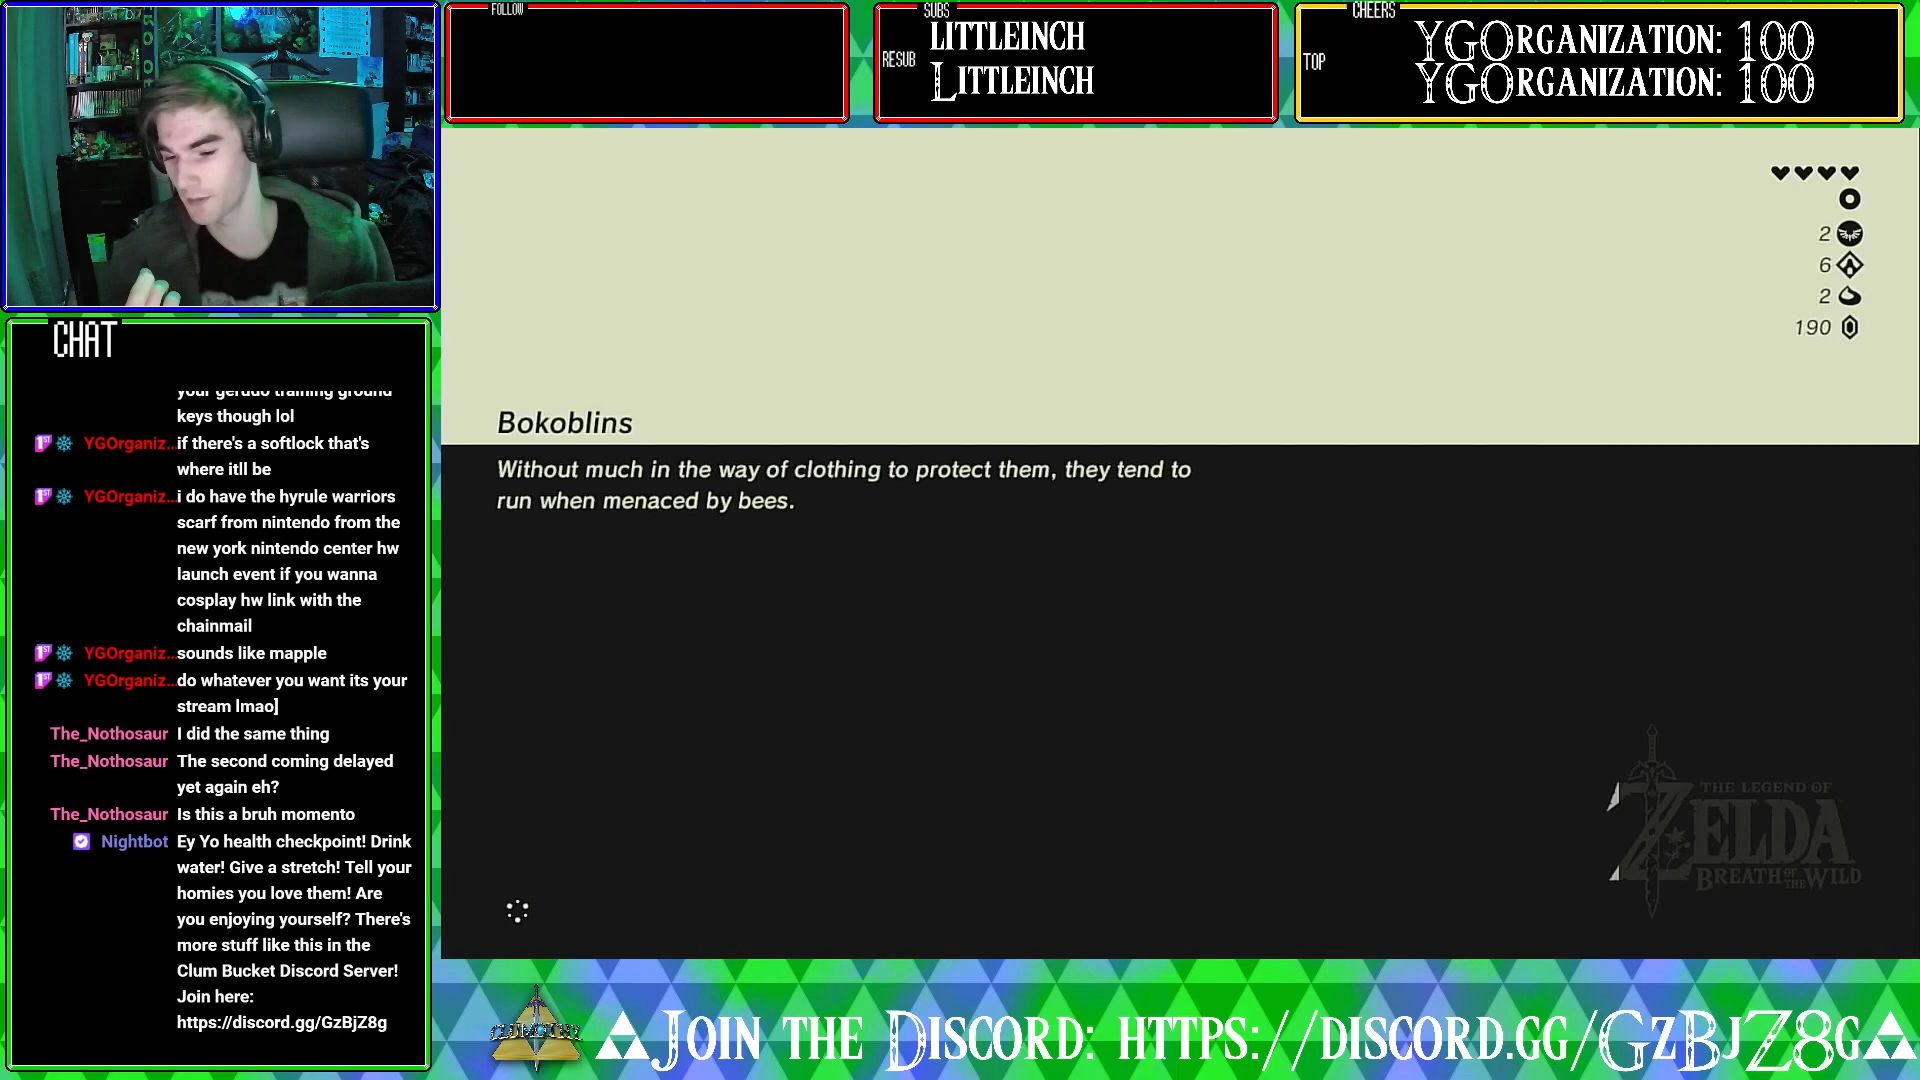 FOLLOW
SUBS
RESUB
LITTLEINCH
LITTLEINCH
CHEERS
TOP
YGORGANIZATION: 100
YGORGANIZATION: 100
CHAT
your gerudo training ground
keys though lol
YGOrganiz... if there's a softlock that's
where itll be
YGOrganiz... i do have the hyrule warriors
scarf from nintendo from the
new york nintendo center hw
launch event if you wanna
cosplay hw link with the
chainmail
YGOrganiz... sounds like mapple
YGOrganiz... do whatever you want its your
stream lmao]
The_Nothosaur I did the same thing
The_Nothosaur The second coming delayed
yet again eh?
The_Nothosaur Is this a bruh momento
Nightbot Ey Yo health checkpoint! Drink
water! Give a stretch! Tell your
homies you love them! Are
you enjoying yourself? There's
more stuff like this in the
Clum Bucket Discord Server!
Join here:
https://discord.gg/GzBjZ8g
2
6
2
190
Bokoblins
Without much in the way of clothing to protect them, they tend to
run when menaced by bees.
THE LEGEND OF
ZELDA
BREATH OF THE WILD
JOIN THE DISCORD: HTTPS://DISCORD.GG/GZBJZ8G